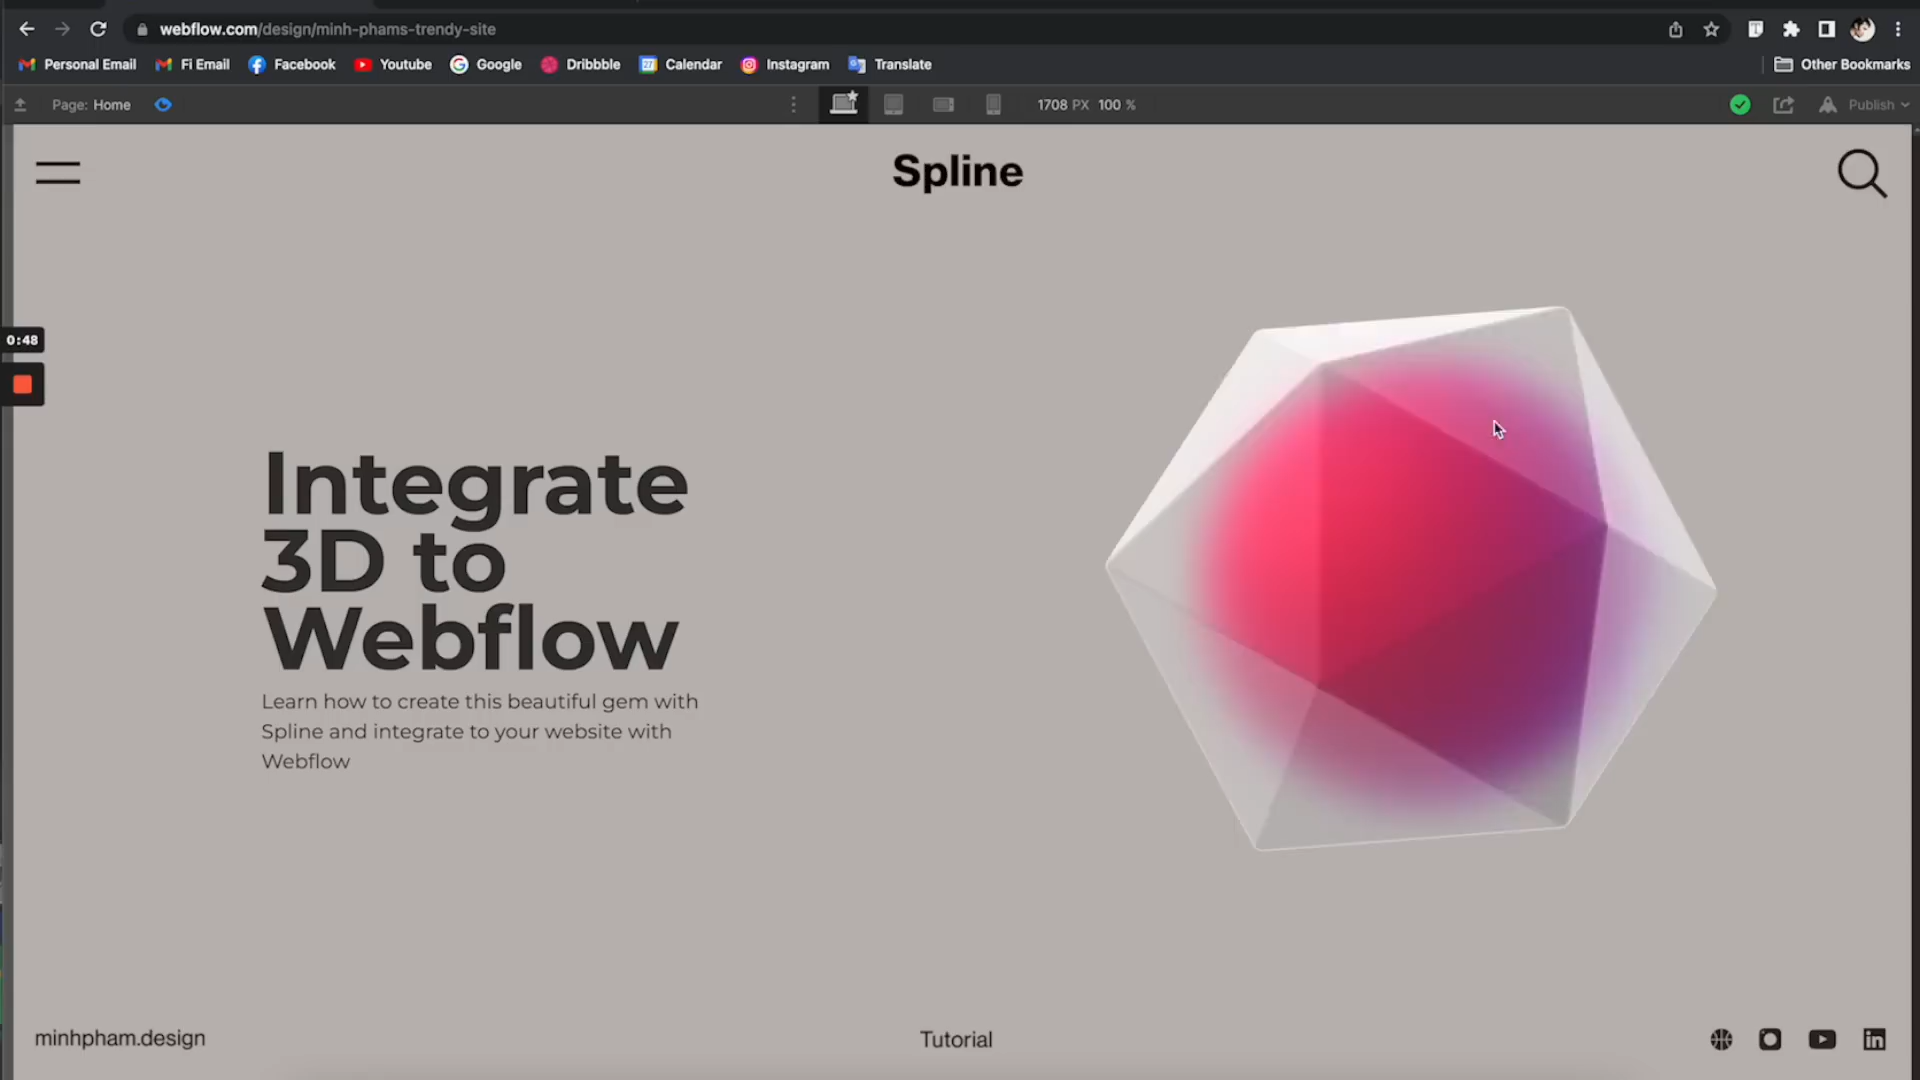 webflow.com/design/minh-phams-trendy-site
Personal Email Fi Email Facebook Youtube Google Dribbble 27 Calendar Instagram Translate Other Bookmarks
Page: Home 1708 PX 100 % Publish
Spline
0:48
Integrate
3D to
Webflow
Learn how to create this beautiful gem with
Spline and integrate to your website with
Webflow
minhpham.design Tutorial in